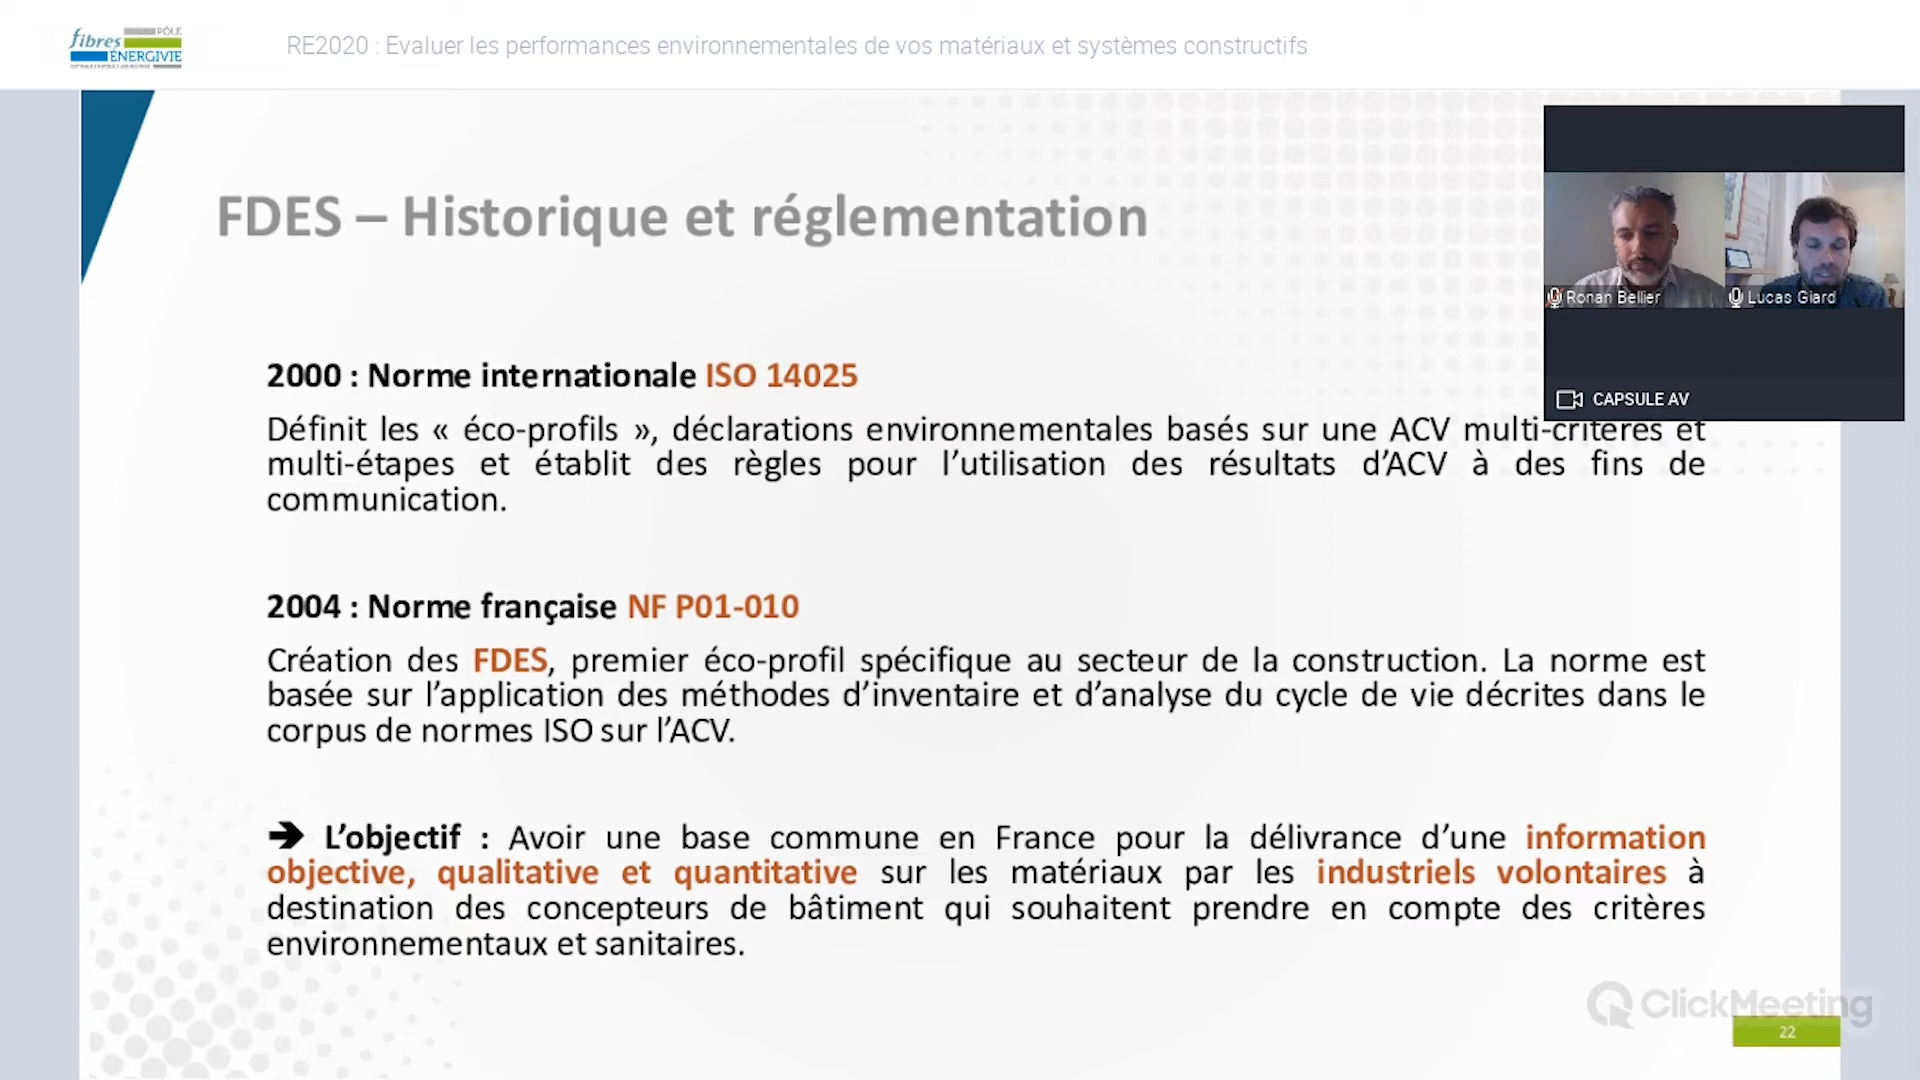 fibres
PÔLE
ÉNERGIVIE
RE2020 : Evaluer les performances environnementales de vos matériaux et systèmes constructifs
FDES – Historique et réglementation
Ronan Bellier
Lucas Giard
CAPSULE AV
2000 : Norme internationale ISO 14025
Définit les « éco-profils », déclarations environnementales basés sur une ACV multi-critères et
multi-étapes et établit des règles pour l’utilisation des résultats d’ACV à des fins de
communication.
2004 : Norme française NF P01-010
Création des FDES, premier éco-profil spécifique au secteur de la construction. La norme est
basée sur l’application des méthodes d’inventaire et d’analyse du cycle de vie décrites dans le
corpus de normes ISO sur l’ACV.
➔ L’objectif : Avoir une base commune en France pour la délivrance d’une information
objective, qualitative et quantitative sur les matériaux par les industriels volontaires à
destination des concepteurs de bâtiment qui souhaitent prendre en compte des critères
environnementaux et sanitaires.
ClickMeeting
22